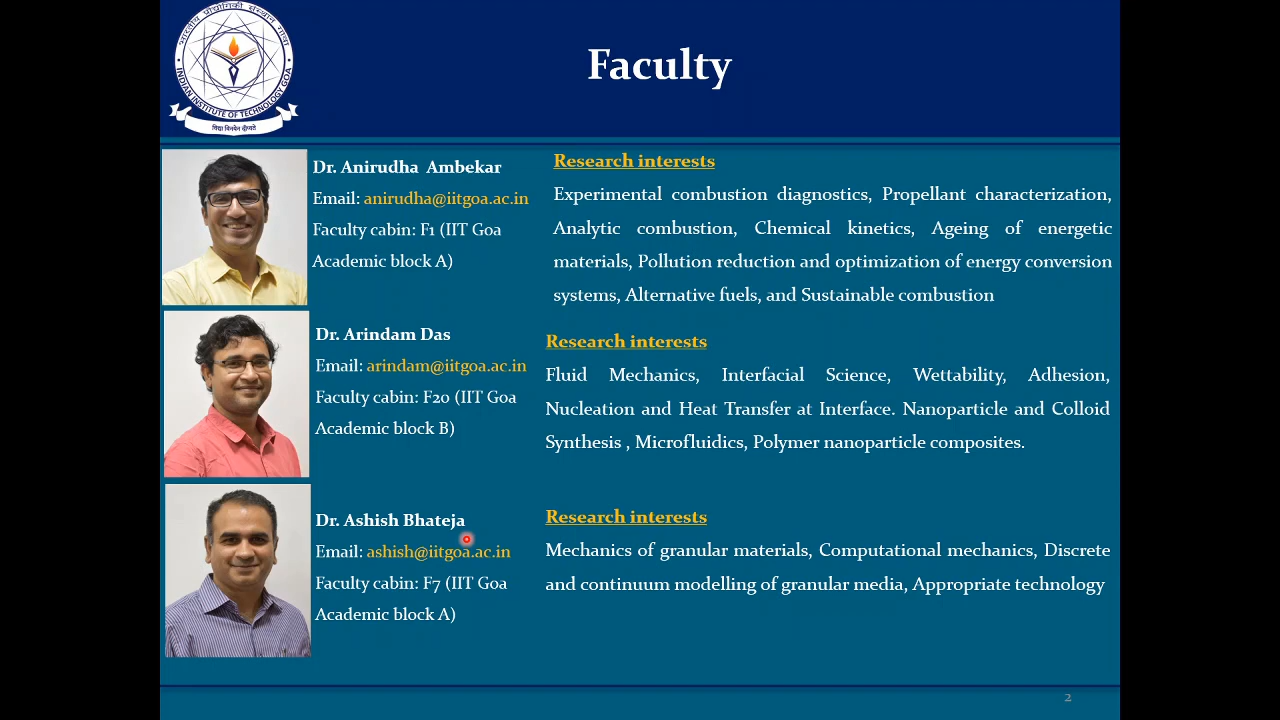 भारतीय प्रौद्योगिकी संस्थान गोवा
INDIAN INSTITUTE OF TECHNOLOGY GOA
Faculty
Dr. Anirudha Ambekar
Email: anirudha@iitgoa.ac.in
Faculty cabin: F1 (IIT Goa
Academic block A)
Research interests
Experimental combustion diagnostics, Propellant characterization,
Analytic combustion, Chemical kinetics, Ageing of energetic
materials, Pollution reduction and optimization of energy conversion
systems, Alternative fuels, and Sustainable combustion
Dr. Arindam Das
Email: arindam@iitgoa.ac.in
Faculty cabin: F20 (IIT Goa
Academic block B)
Research interests
Fluid Mechanics, Interfacial Science, Wettability, Adhesion,
Nucleation and Heat Transfer at Interface. Nanoparticle and Colloid
Synthesis , Microfluidics, Polymer nanoparticle composites.
Dr. Ashish Bhateja
Email: ashish@iitgoa.ac.in
Faculty cabin: F7 (IIT Goa
Academic block A)
Research interests
Mechanics of granular materials, Computational mechanics, Discrete
and continuum modelling of granular media, Appropriate technology
2